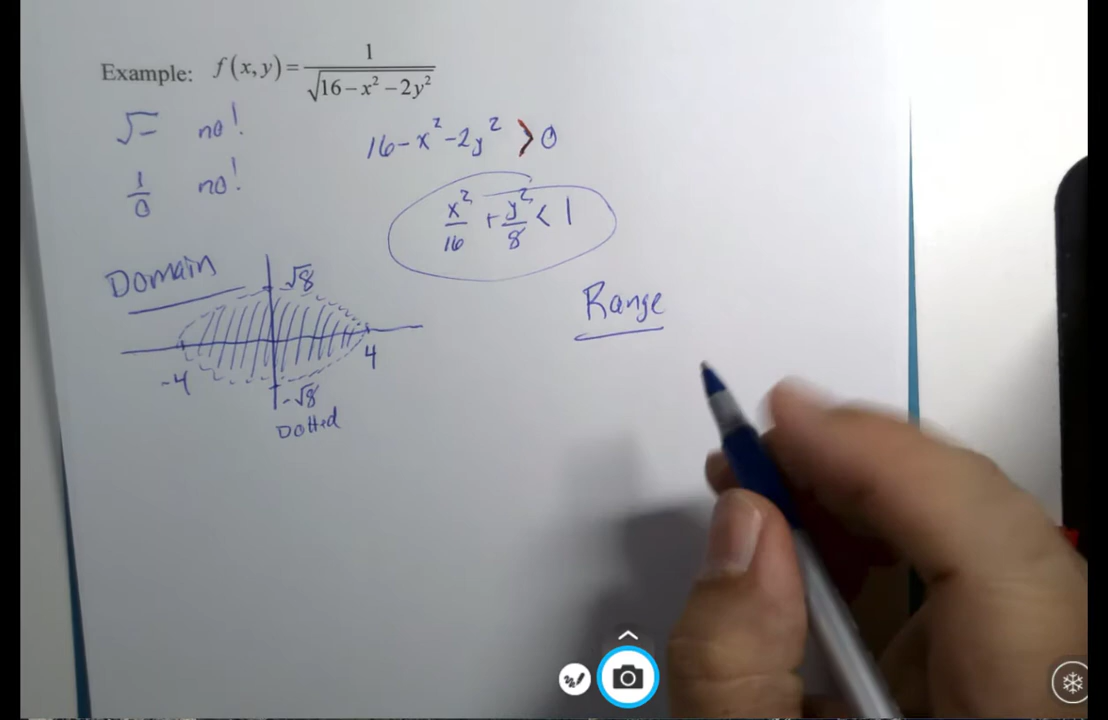 Example: f(x,y) = 1/√(16−x²−2y²)
√− no!
1/0 no!
16−x²−2y² > 0
x²/16 + y²/8 < 1
Domain
√8
-4
4
-√8
Dotted
Range